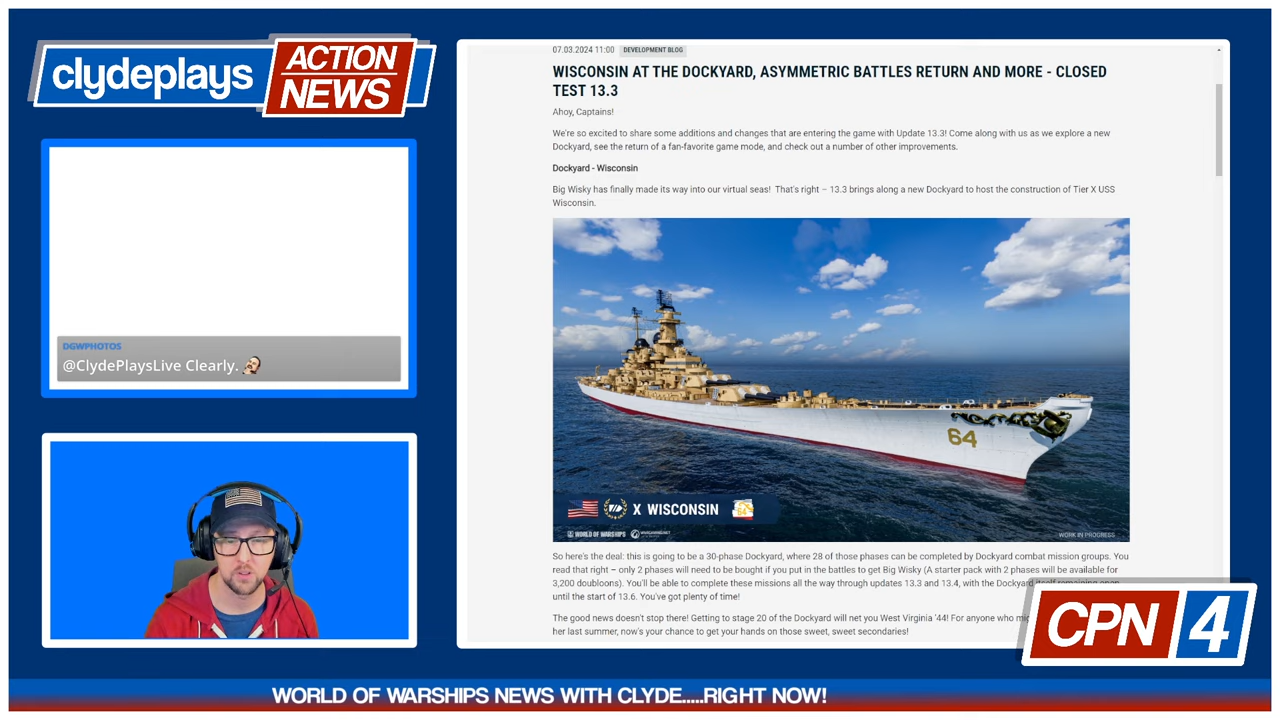 clydeplays
ACTION
NEWS
DGWPHOTOS
@ClydePlaysLive Clearly.
07.03.2024 11:00 DEVELOPMENT BLOG
WISCONSIN AT THE DOCKYARD, ASYMMETRIC BATTLES RETURN AND MORE - CLOSED
TEST 13.3
Ahoy, Captains!
We're so excited to share some additions and changes that are entering the game with Update 13.3! Come along with us as we explore a new
Dockyard, see the return of a fan-favorite game mode, and check out a number of other improvements.
Dockyard - Wisconsin
Big Wisky has finally made its way into our virtual seas! That's right – 13.3 brings along a new Dockyard to host the construction of Tier X USS
Wisconsin.
64
X WISCONSIN
WORLD OF WARSHIPS WARGAMING.NET
WORK IN PROGRESS
So here's the deal: this is going to be a 30-phase Dockyard, where 28 of those phases can be completed by Dockyard combat mission groups. You
read that right – only 2 phases will need to be bought if you put in the battles to get Big Wisky (A starter pack with 2 phases will be available for
3,200 doubloons). You'll be able to complete these missions all the way through updates 13.3 and 13.4, with the Dockyard itself remaining open
until the start of 13.6. You've got plenty of time!
The good news doesn't stop there! Getting to stage 20 of the Dockyard will net you West Virginia '44! For anyone who
her last summer, now's your chance to get your hands on those sweet, sweet secondaries!
CPN 4
WORLD OF WARSHIPS NEWS WITH CLYDE.....RIGHT NOW!